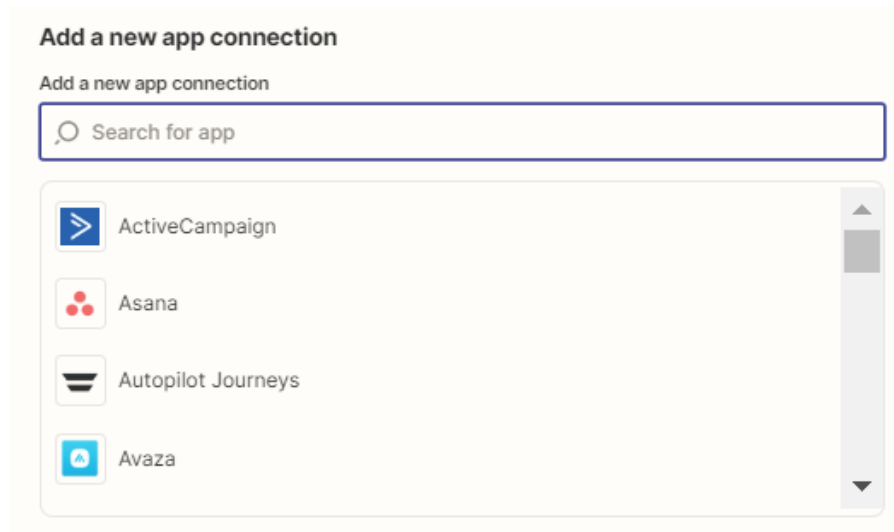 Add a new app connection
Add a new app connection
Search for app
ActiveCampaign
Asana
Autopilot Journeys
Avaza